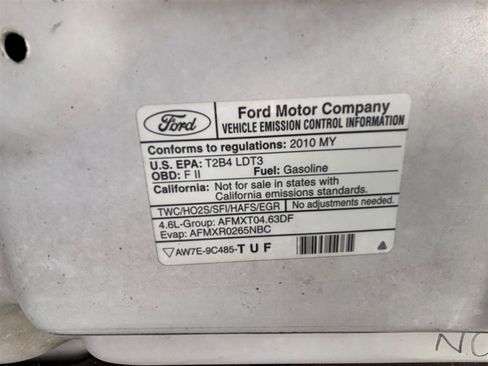 Ford
Ford Motor Company
VEHICLE EMISSION CONTROL INFORMATION
Conforms to regulations: 2010 MY
U.S. EPA: T2B4 LDT3
OBD: F II Fuel: Gasoline
California: Not for sale in states with
California emissions standards.
TWC/HO2S/SFI/HAFS/EGR No adjustments needed.
4.6L-Group: AFMXT04.63DF
Evap: AFMXR0265NBC
AW7E-9C485-TUF
NO